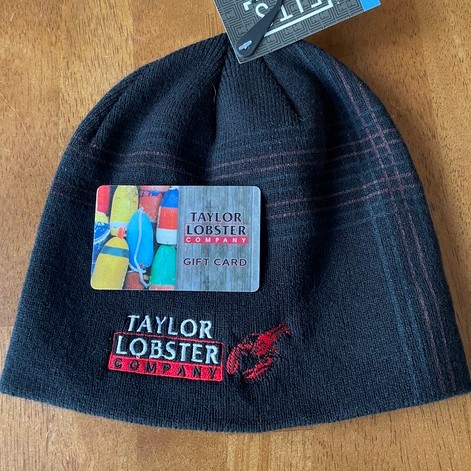 TAYLOR
LOBSTER
COMPANY
GIFT CARD
TAYLOR
LOBSTER
COMPANY